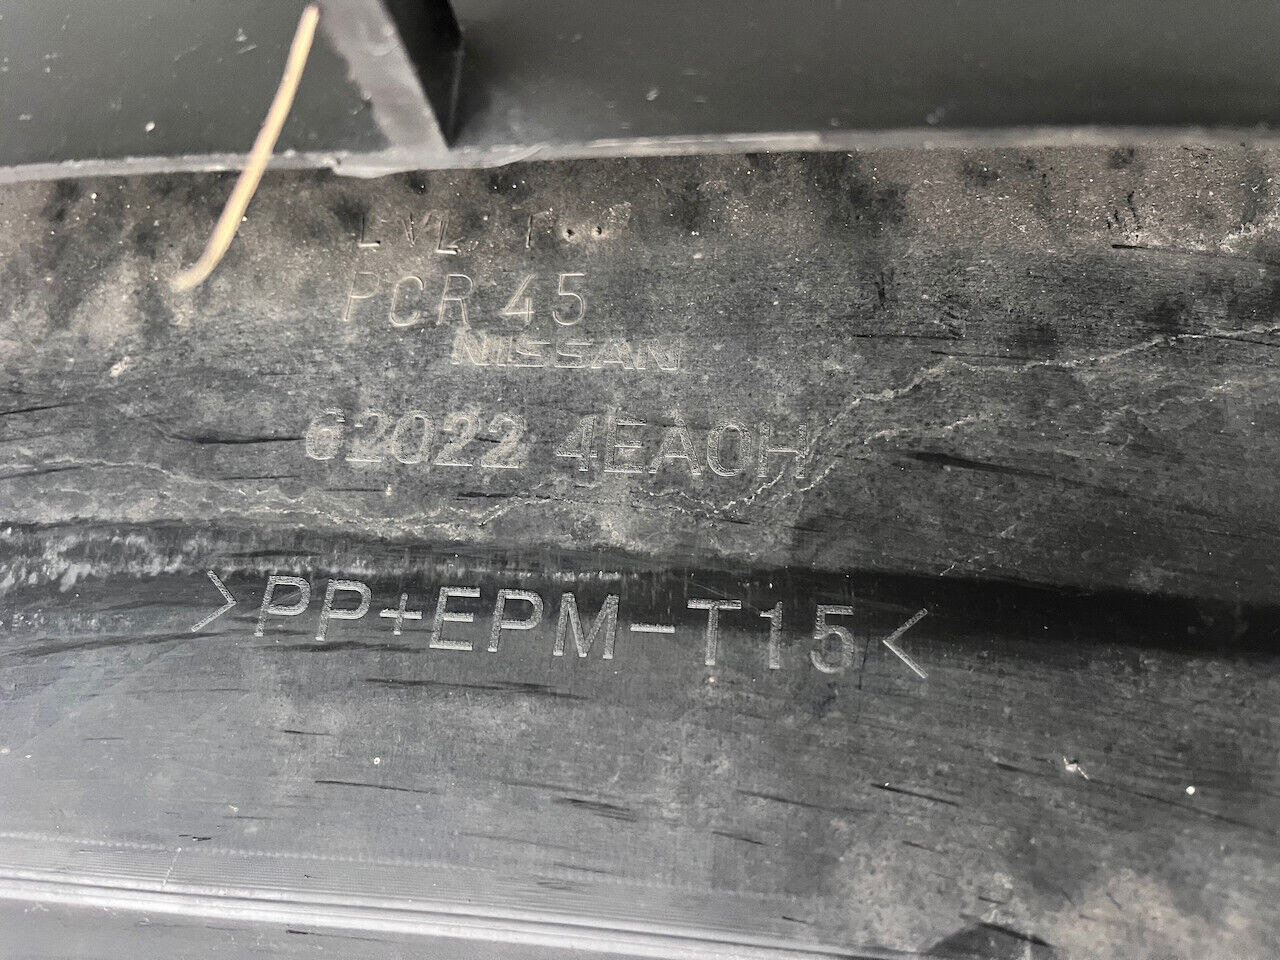 PCR 45
NISSAN
62022 4EA0H
>PP+EPM-T15<